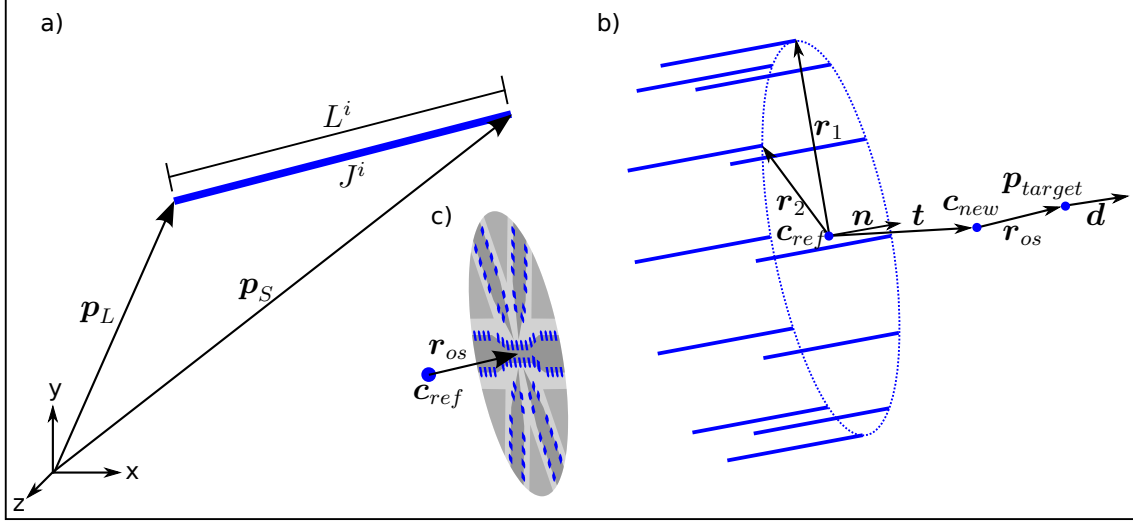 a)
L^i
J^i
p_L
p_S
y
x
z
c)
r_os
c_ref
b)
r_1
r_2
c_ref
n
t
c_new
r_os
p_target
d